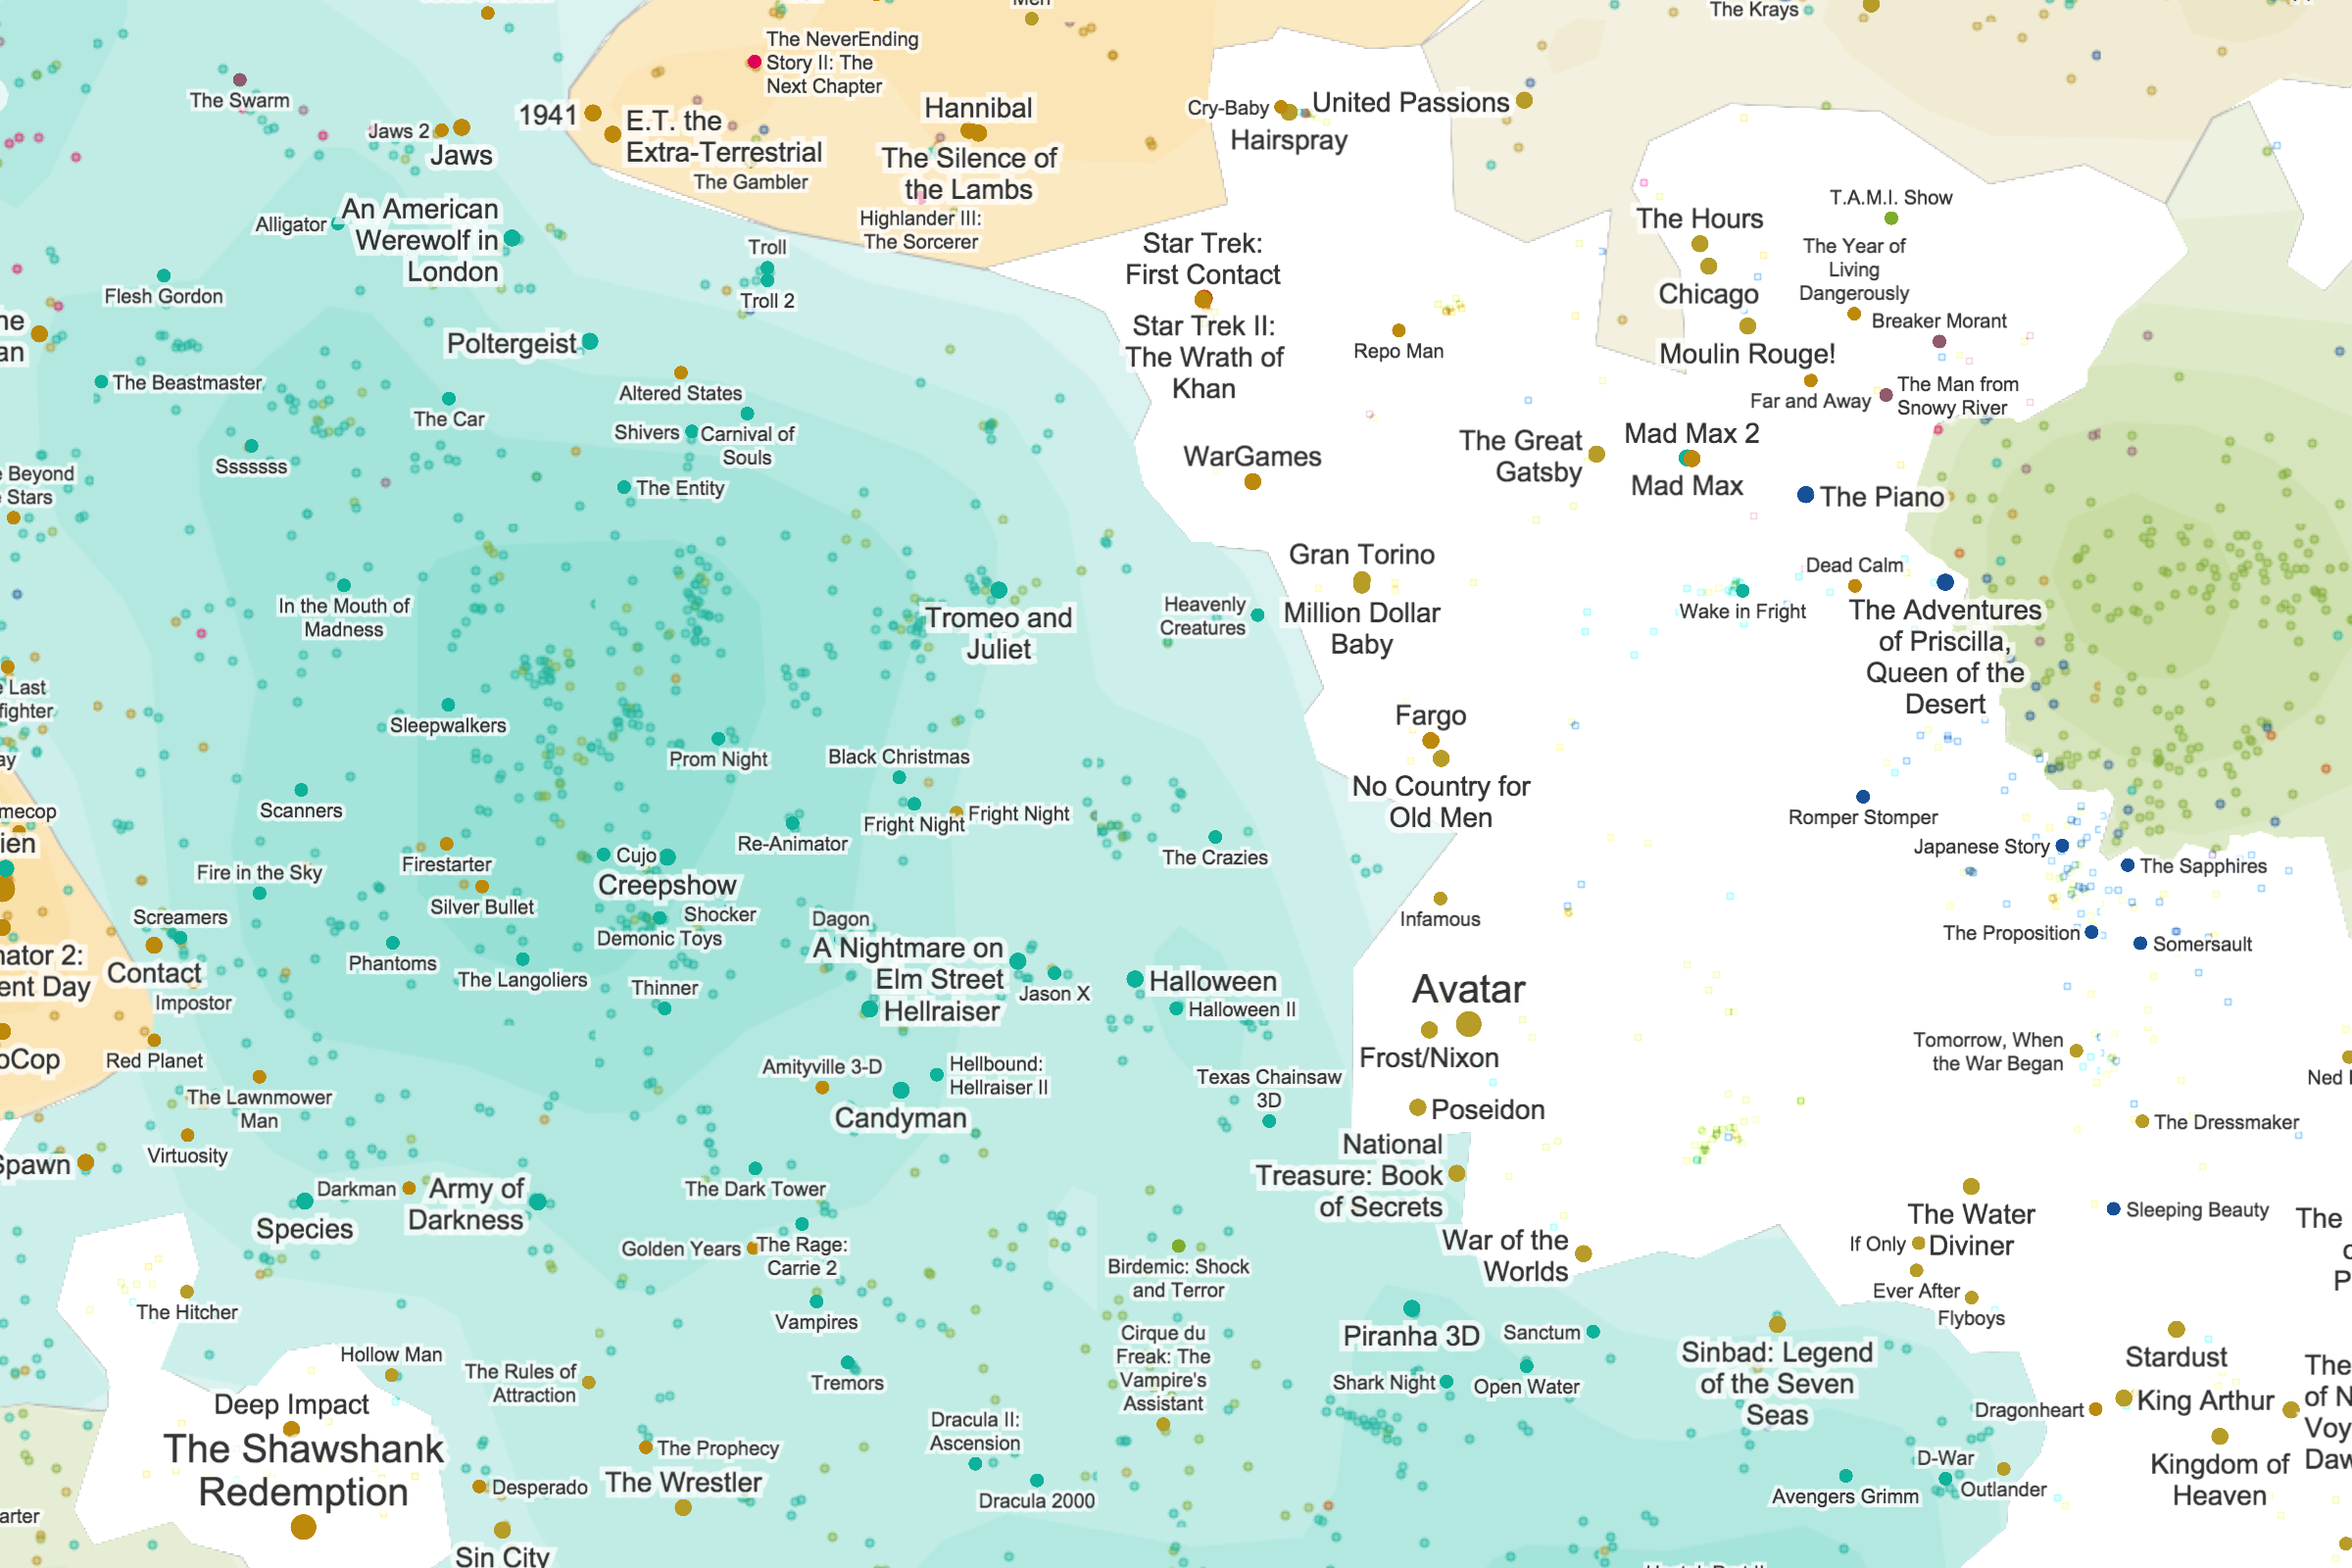 Men
The Krays
The NeverEnding
Story II: The
Next Chapter
The Swarm
Jaws 2
Jaws
1941
E.T. the
Extra-Terrestrial
The Gambler
Hannibal
The Silence of
the Lambs
Highlander III:
The Sorcerer
Cry-Baby
Hairspray
United Passions
Alligator
An American
Werewolf in
London
Flesh Gordon
Troll
Troll 2
Star Trek:
First Contact
Star Trek II:
The Wrath of
Khan
Repo Man
The Hours
Chicago
Moulin Rouge!
T.A.M.I. Show
The Year of
Living
Dangerously
Breaker Morant
Far and Away
The Man from
Snowy River
Poltergeist
The Beastmaster
The Car
Altered States
Shivers
Carnival of
Souls
Sssssss
The Entity
Beyond
Stars
WarGames
The Great
Gatsby
Mad Max 2
Mad Max
The Piano
Gran Torino
Million Dollar
Baby
Dead Calm
Wake in Fright
The Adventures
of Priscilla,
Queen of the
Desert
In the Mouth of
Madness
Tromeo and
Juliet
Heavenly
Creatures
Last
fighter
Sleepwalkers
Prom Night
Black Christmas
Fright Night
Fright Night
Re-Animator
The Crazies
Fargo
No Country for
Old Men
Romper Stomper
Japanese Story
The Sapphires
Scanners
mecop
ien
Firestarter
Silver Bullet
Cujo
Creepshow
Fire in the Sky
Screamers
Contact
Impostor
Shocker
Demonic Toys
Dagon
A Nightmare on
Elm Street
Hellraiser
Jason X
Halloween
Halloween II
Infamous
The Proposition
Somersault
Phantoms
The Langoliers
Thinner
nator 2:
ent Day
oCop
Red Planet
Avatar
Frost/Nixon
Poseidon
Tomorrow, When
the War Began
Ned
The Lawnmower
Man
Virtuosity
Amityville 3-D
Hellbound:
Hellraiser II
Candyman
Texas Chainsaw
3D
National
Treasure: Book
of Secrets
The Dressmaker
Spawn
Darkman
Species
Army of
Darkness
The Dark Tower
Golden Years
The Rage:
Carrie 2
Vampires
Birdemic: Shock
and Terror
War of the
Worlds
The Water
Diviner
If Only
Ever After
Flyboys
Sleeping Beauty
The
The Hitcher
Hollow Man
Deep Impact
The Shawshank
Redemption
The Rules of
Attraction
Tremors
Cirque du
Freak: The
Vampire's
Assistant
Piranha 3D
Sanctum
Shark Night
Open Water
Sinbad: Legend
of the Seven
Seas
Stardust
Dragonheart
King Arthur
Kingdom of
Heaven
The
of N
Voy
Daw
The Prophecy
The Wrestler
Desperado
Sin City
Dracula II:
Ascension
Dracula 2000
D-War
Avengers Grimm
Outlander
arter